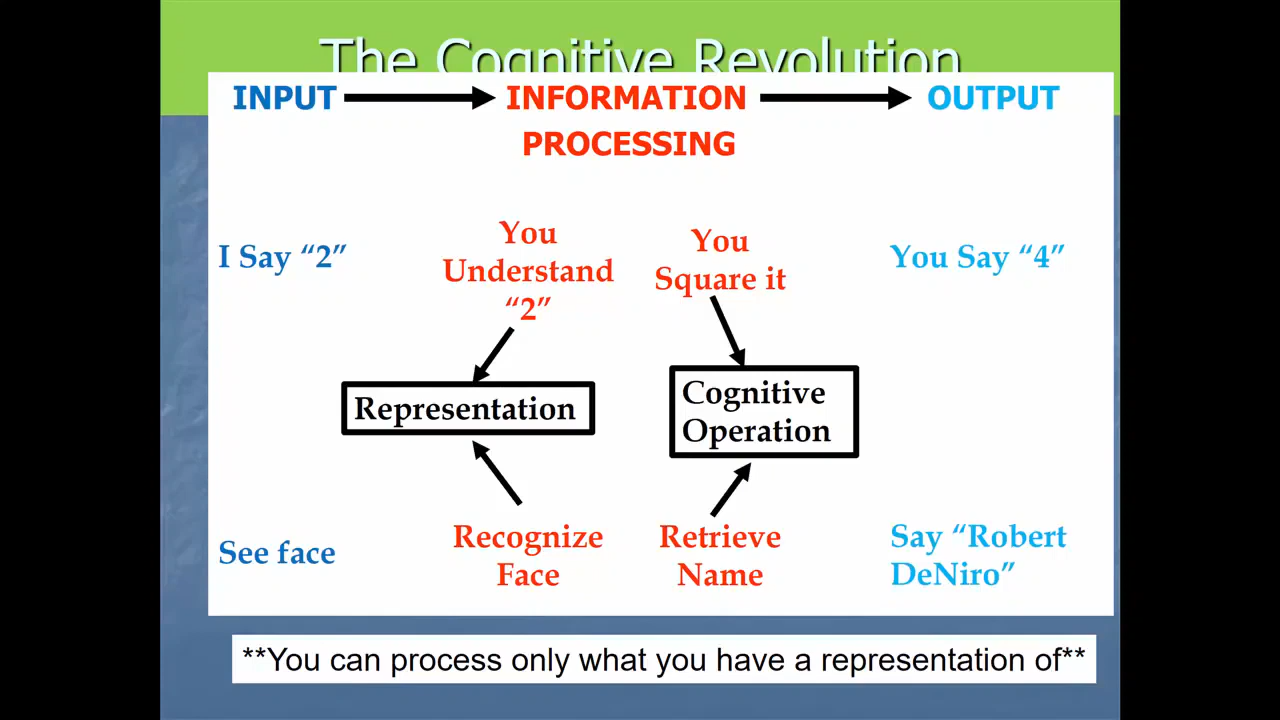 The Cognitive Revolution
INPUT INFORMATION OUTPUT
PROCESSING
I Say “2”
You
Understand
“2”
You
Square it
You Say “4”
Representation
Cognitive
Operation
See face
Recognize
Face
Retrieve
Name
Say “Robert
DeNiro”
**You can process only what you have a representation of**